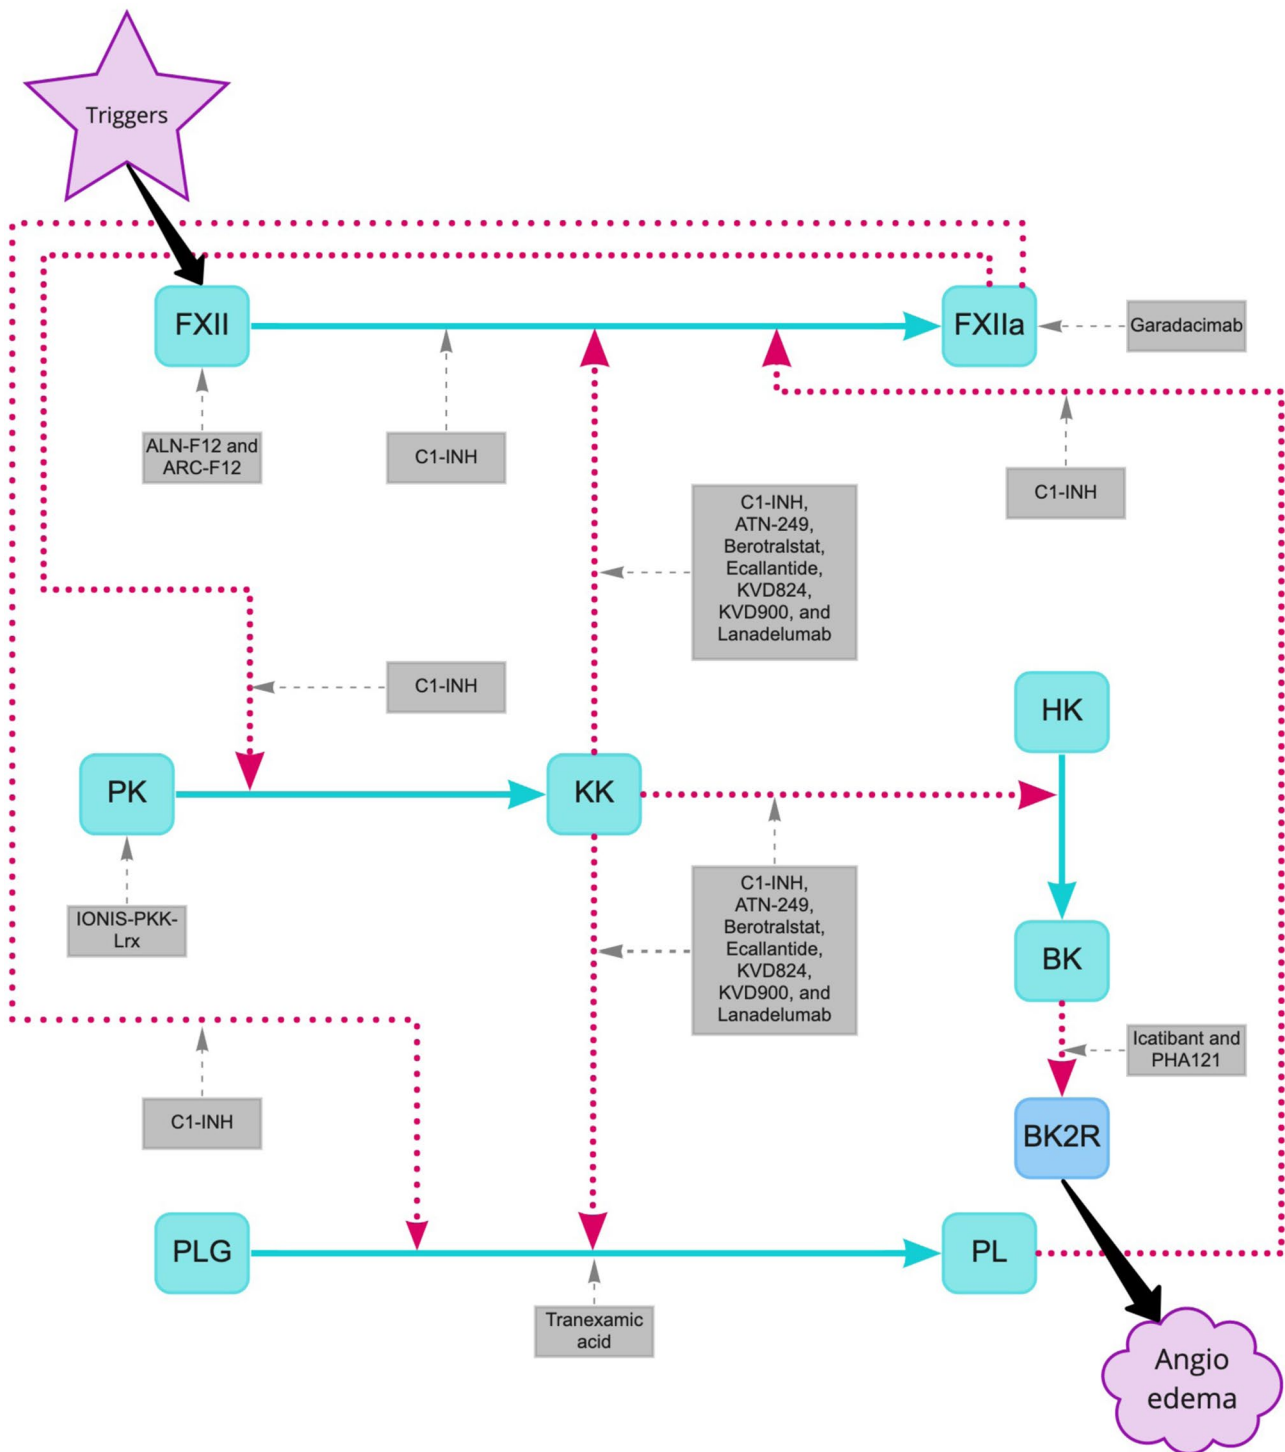 Triggers
FXII
FXIIa
Garadacimab
ALN-F12 and
ARC-F12
C1-INH
C1-INH
C1-INH,
ATN-249,
Berotralstat,
Ecallantide,
KVD824,
KVD900, and
Lanadelumab
C1-INH
HK
PK
KK
C1-INH,
ATN-249,
Berotralstat,
Ecallantide,
KVD824,
KVD900, and
Lanadelumab
IONIS-PKK-
Lrx
BK
Icatibant and
PHA121
C1-INH
BK2R
PLG
PL
Tranexamic
acid
Angio
edema